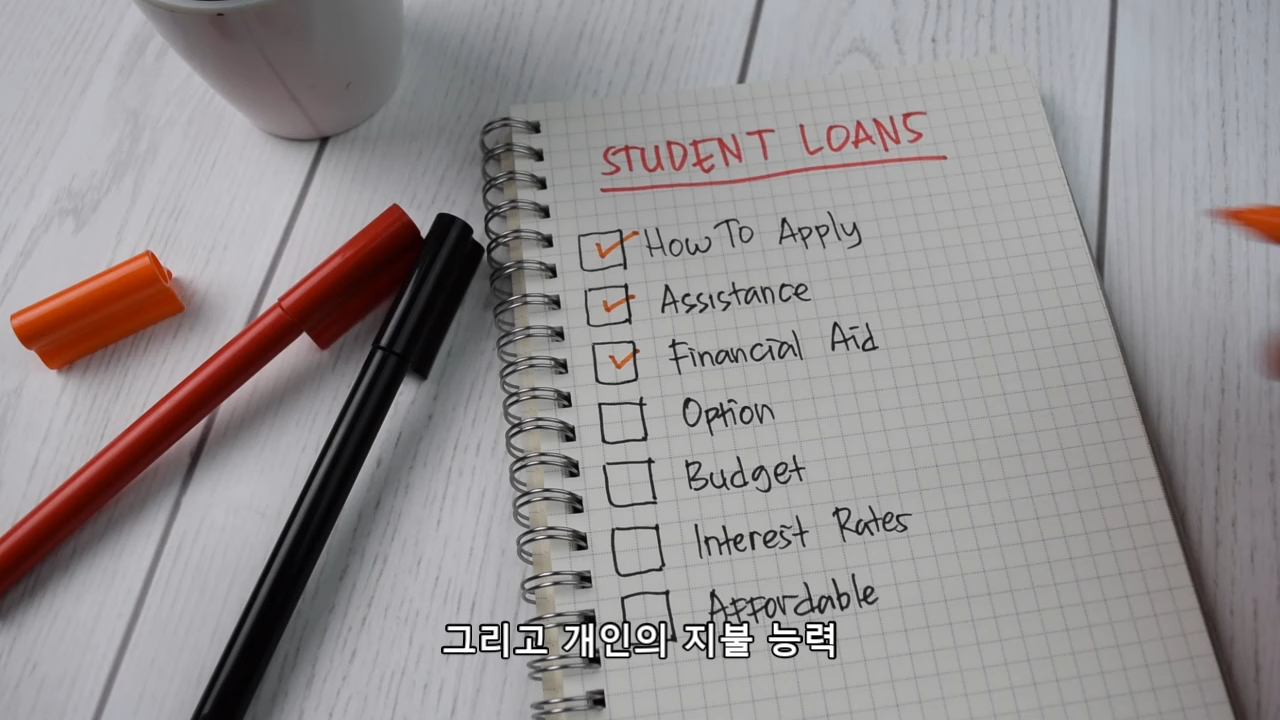 STUDENT LOANS
How To Apply
Assistance
Financial Aid
Option
Budget
Interest Rates
Affordable
그리고 개인의 지불 능력